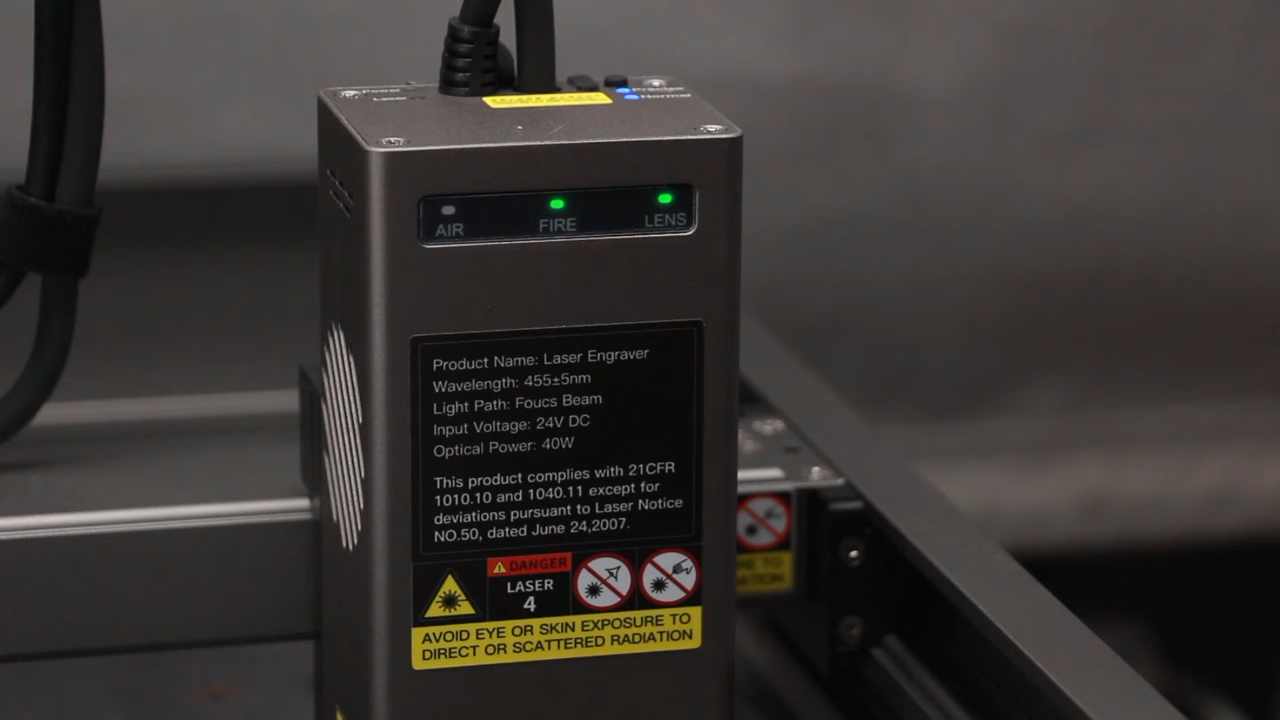 Power
Laser
Precise
Normal
AIR
FIRE
LENS
Product Name: Laser Engraver
Wavelength: 455±5nm
Light Path: Foucs Beam
Input Voltage: 24V DC
Optical Power: 40W
This product complies with 21CFR
1010.10 and 1040.11 except for
deviations pursuant to Laser Notice
NO.50, dated June 24,2007.
DANGER
LASER
4
AVOID EYE OR SKIN EXPOSURE TO
DIRECT OR SCATTERED RADIATION